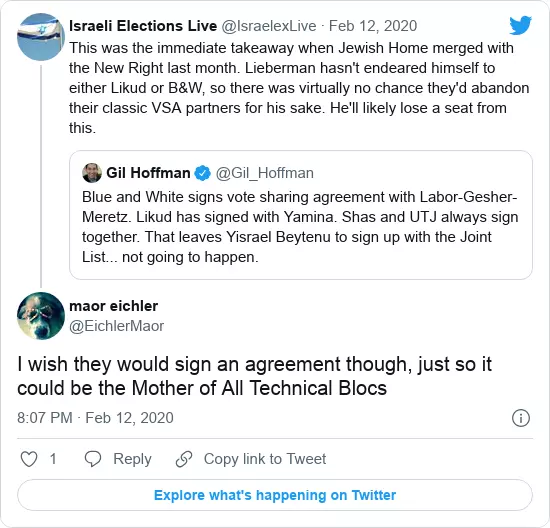 Israeli Elections Live @IsraelexLive · Feb 12, 2020
This was the immediate takeaway when Jewish Home merged with
the New Right last month. Lieberman hasn't endeared himself to
either Likud or B&W, so there was virtually no chance they'd abandon
their classic VSA partners for his sake. He'll likely lose a seat from
this.
Gil Hoffman @Gil_Hoffman
Blue and White signs vote sharing agreement with Labor-Gesher-
Meretz. Likud has signed with Yamina. Shas and UTJ always sign
together. That leaves Yisrael Beytenu to sign up with the Joint
List... not going to happen.
maor eichler
@EichlerMaor
I wish they would sign an agreement though, just so it
could be the Mother of All Technical Blocs
8:07 PM · Feb 12, 2020
1 Reply Copy link to Tweet
Explore what's happening on Twitter